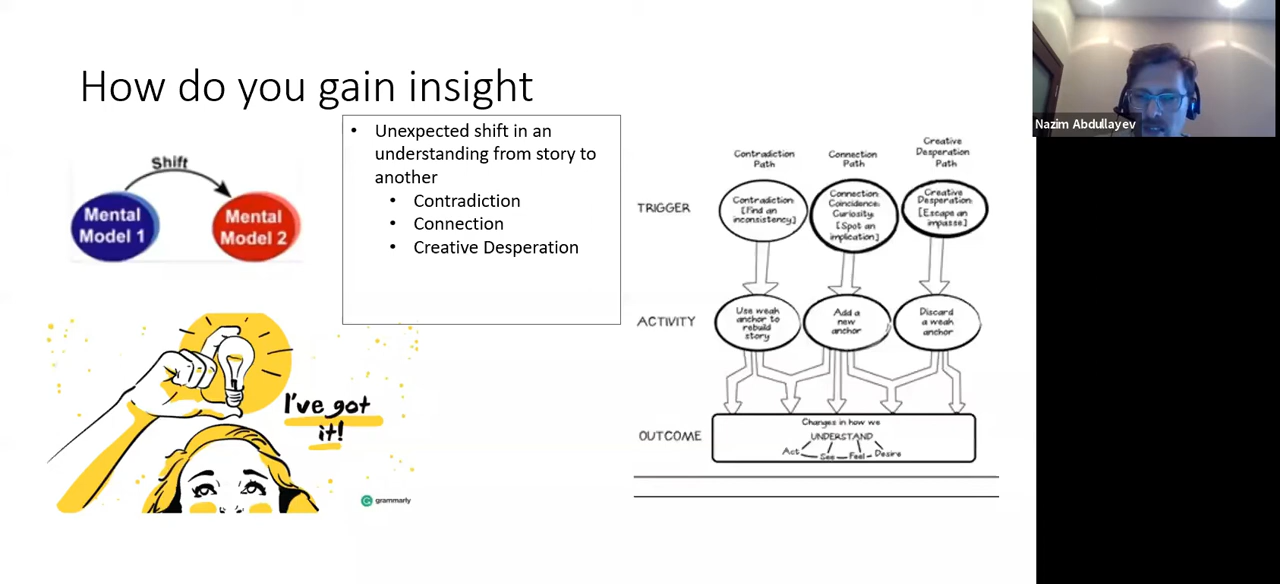 How do you gain insight
Shift
Mental
Model 1
Mental
Model 2
• Unexpected shift in an
understanding from story to
another
• Contradiction
• Connection
• Creative Desperation
I've got
it!
grammarly
Contradiction
Path
Connection
Path
Creative
Desperation
Path
TRIGGER
Contradiction
[Find an
inconsistency]
Connection:
Coincidence:
Curiosity:
[Spot an
implication]
Creative
Desperation:
[Escape an
impasse]
ACTIVITY
Use weak
anchor to
rebuild
story
Add a
new
anchor
Discard
a weak
anchor
OUTCOME
Changes in how we
UNDERSTAND
Act See Feel Desire
Nazim Abdullayev